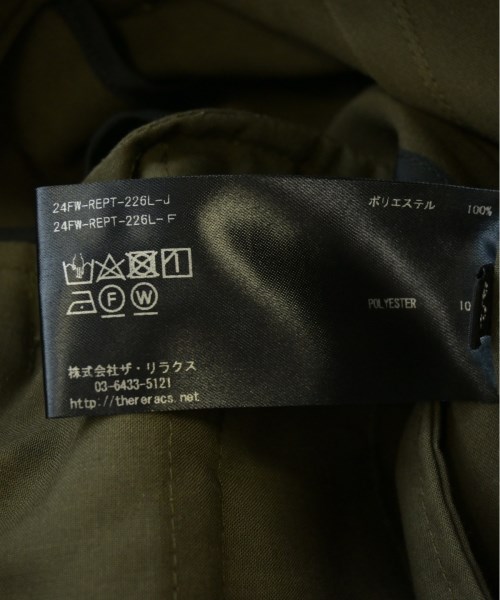 24FW-REPT-226L-J
24FW-REPT-226L-F
ポリエステル 100%
F W
POLYESTER 10
株式会社ザ・リラクス
03-6433-5121
http://thereracs.net